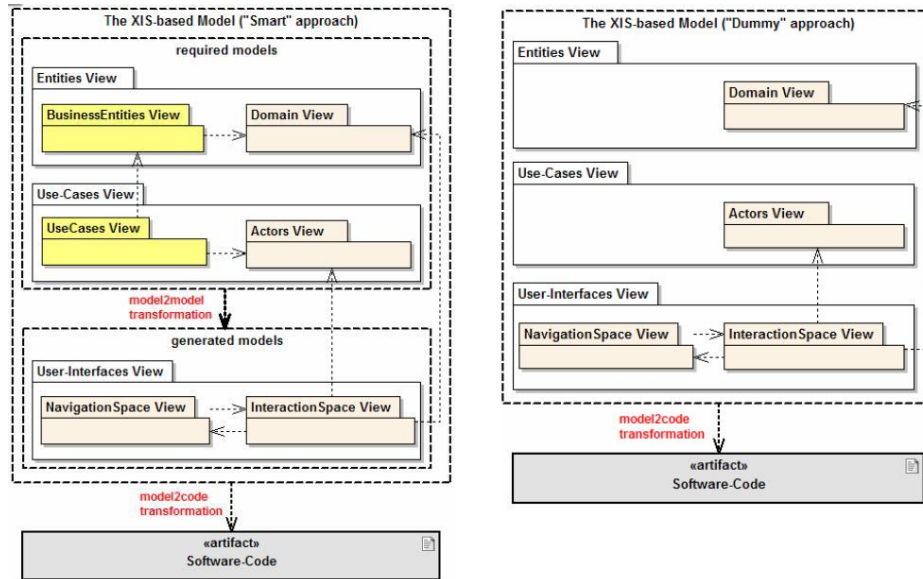 The XIS-based Model ("Smart" approach)
required models
Entities View
BusinessEntities View
Domain View
Use-Cases View
UseCases View
Actors View
model2model
transformation
generated models
User-Interfaces View
NavigationSpace View
InteractionSpace View
model2code
transformation
«artifact»
Software-Code
The XIS-based Model ("Dummy" approach)
Entities View
Domain View
Use-Cases View
Actors View
User-Interfaces View
NavigationSpace View
InteractionSpace View
model2code
transformation
«artifact»
Software-Code